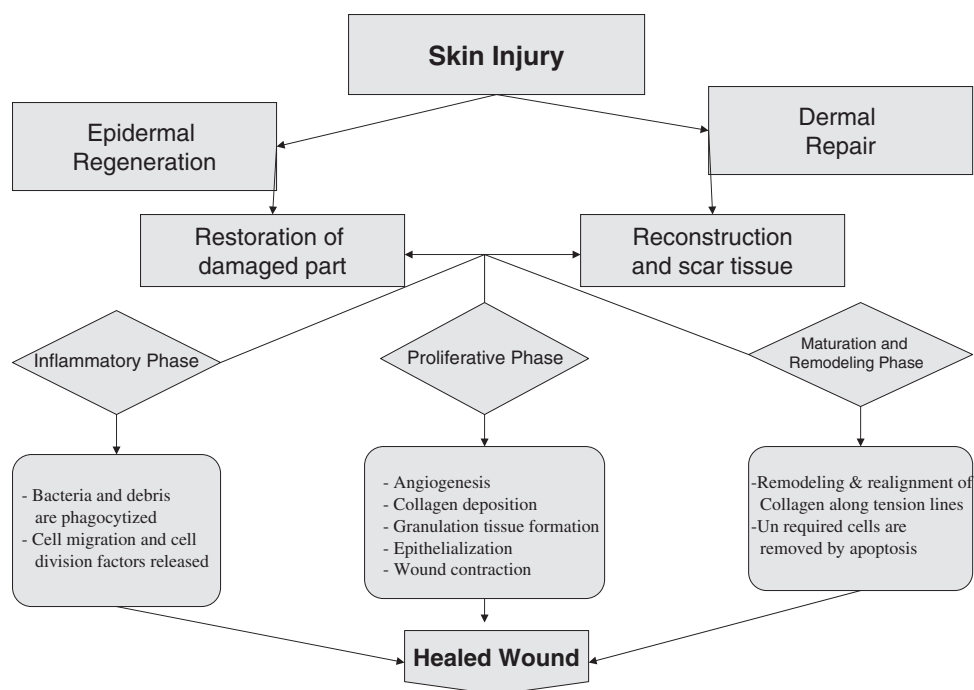 Skin Injury
Epidermal
Regeneration
Dermal
Repair
Restoration of
damaged part
Reconstruction
and scar tissue
Inflammatory Phase
Proliferative Phase
Maturation and
Remodeling Phase
- Bacteria and debris
are phagocytized
- Cell migration and cell
division factors released
- Angiogenesis
- Collagen deposition
- Granulation tissue formation
- Epithelialization
- Wound contraction
-Remodeling & realignment of
Collagen along tension lines
-Un required cells are
removed by apoptosis
Healed Wound